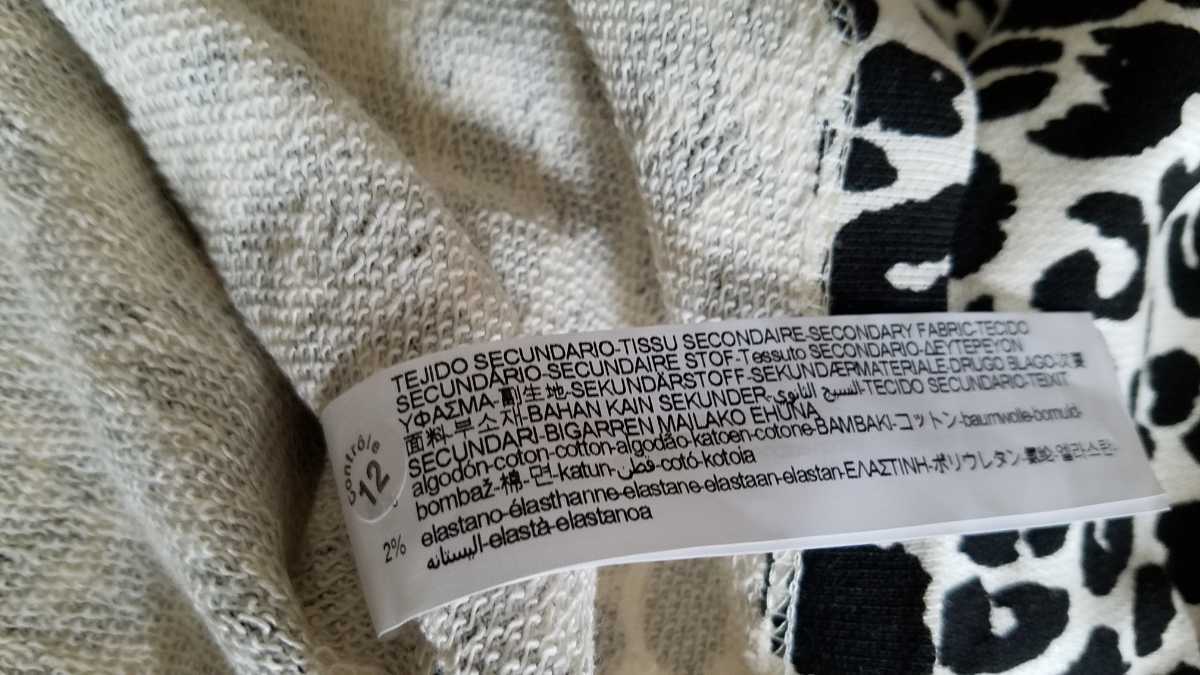 TEJIDO SECUNDARIO-TISSU SECONDAIRE-SECONDARY FABRIC-TECIDO
SECUNDÁRIO-SECUNDAIRE STOF-Tessuto SECONDARIO-ΔΕΥΤΕΡΕΥΟΝ
ΥΦΑΣΜΑ-副生地-SEKUNDÄRSTOFF-SEKUNDÆRMATERIALE-DRUGO BLAGO-次要
面料-부소재-BAHAN KAIN SEKUNDER-النسيج الثانوي-TECIDO SECUNDARIO-TEIXIT
SECUNDARI-BIGARREN MAILAKO EHUNA
algodón-coton-cotton-algodão-katoen-cotone-BAMBAKI-コットン-baumwolle-bomuld-
bombaž-棉-면-katun-قطن-cotó-kotoia
2% elastano-élasthanne-elastane-elastaan-elastan-ΕΛΑΣΤΙΝΗ-ポリウレタン-氨纶-엘라스틴-
اليستانه-elastà-elastanoa
contrôle
12